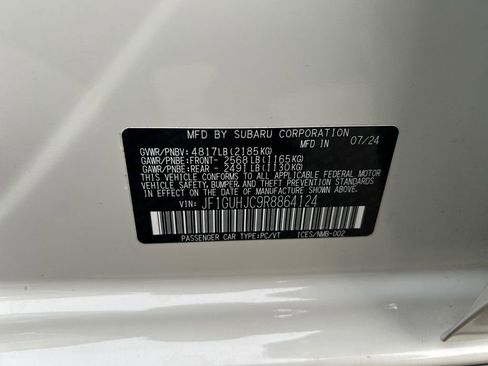 MFD BY SUBARU CORPORATION
MFD IN 07/24
GVWR/PNBV: 4817LB(2185KG)
GAWR/PNBE:FRONT- 2568LB(1165KG)
GAWR/PNBE:REAR - 2491LB(1130KG)
THIS VEHICLE CONFORMS TO ALL APPLICABLE FEDERAL MOTOR
VEHICLE SAFETY, BUMPER, AND THEFT PREVENTION STANDARDS
IN EFFECT ON THE DATE OF MANUFACTURE SHOWN ABOVE.
VIN: JF1GUHJC9R8864124
PASSENGER CAR TYPE:PC/VT ICES/NMB-002